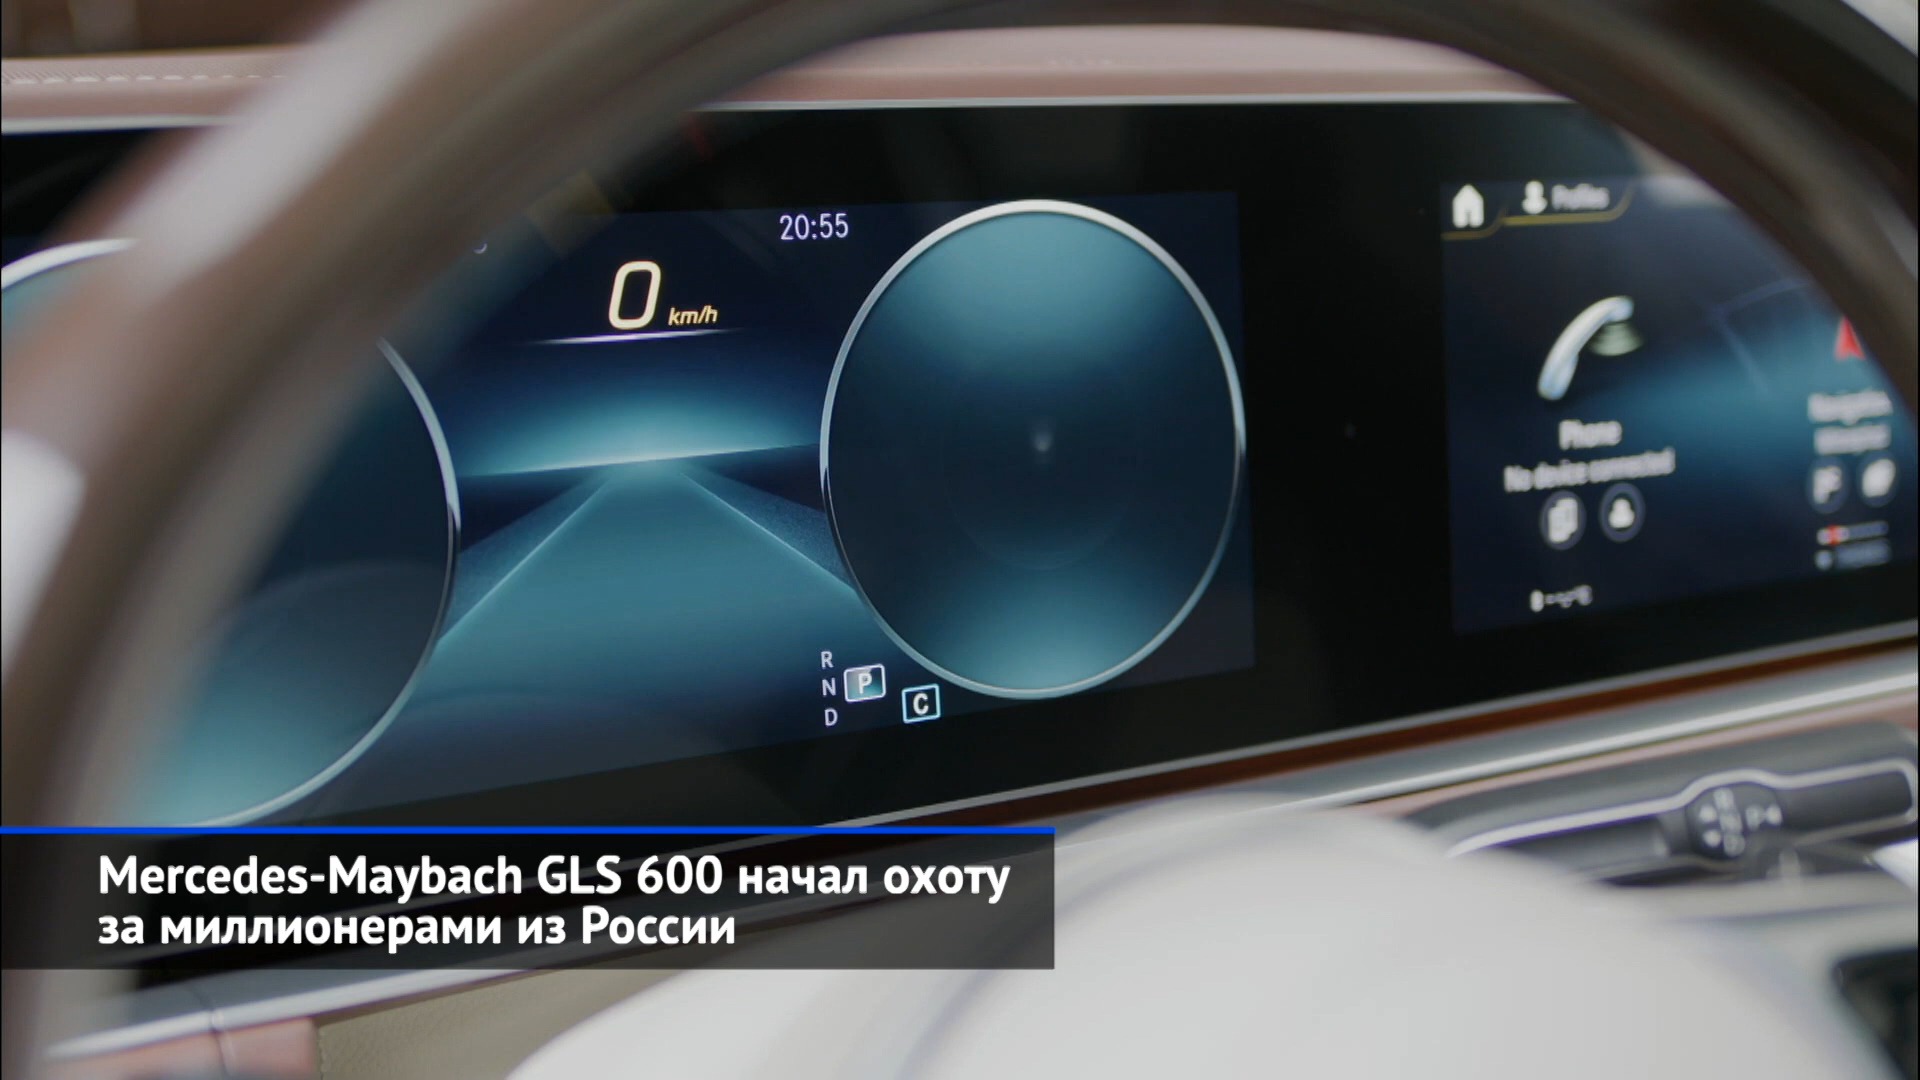 20:55
0 km/h
Profiles
Phone
No device connected
R
N P
D C
Mercedes-Maybach GLS 600 начал охоту
за миллионерами из России